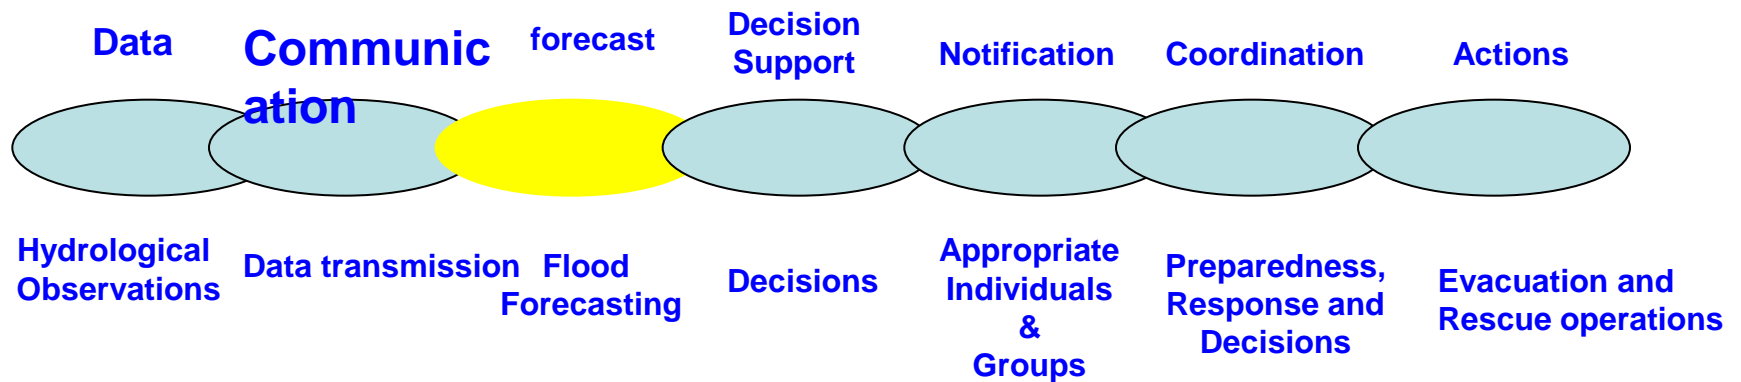 Data
Communic
ation
forecast
Decision
Support
Notification
Coordination
Actions
Hydrological
Observations
Data transmission
Flood
Forecasting
Decisions
Appropriate
Individuals
&
Groups
Preparedness,
Response and
Decisions
Evacuation and
Rescue operations